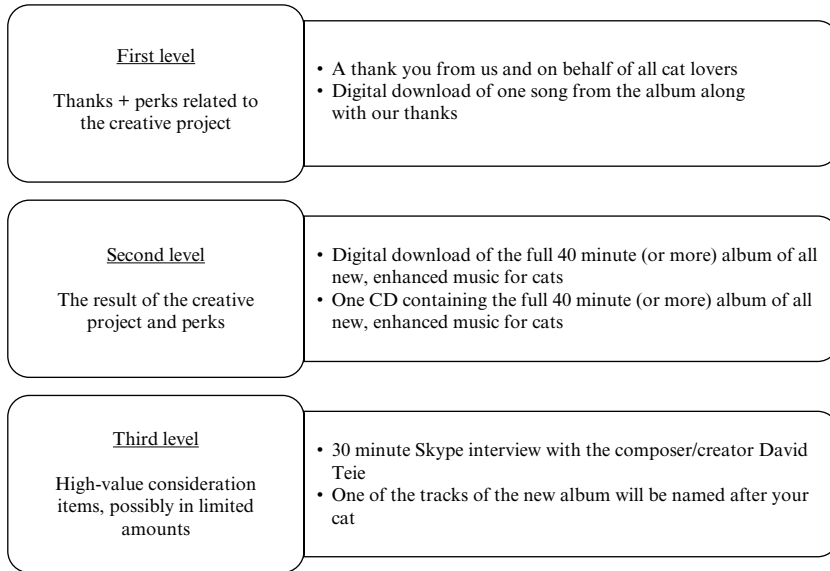 First level
Thanks + perks related to
the creative project
• A thank you from us and on behalf of all cat lovers
• Digital download of one song from the album along
with our thanks
Second level
The result of the creative
project and perks
• Digital download of the full 40 minute (or more) album of all
new, enhanced music for cats
• One CD containing the full 40 minute (or more) album of all
new, enhanced music for cats
Third level
High-value consideration
items, possibly in limited
amounts
• 30 minute Skype interview with the composer/creator David
Teie
• One of the tracks of the new album will be named after your
cat